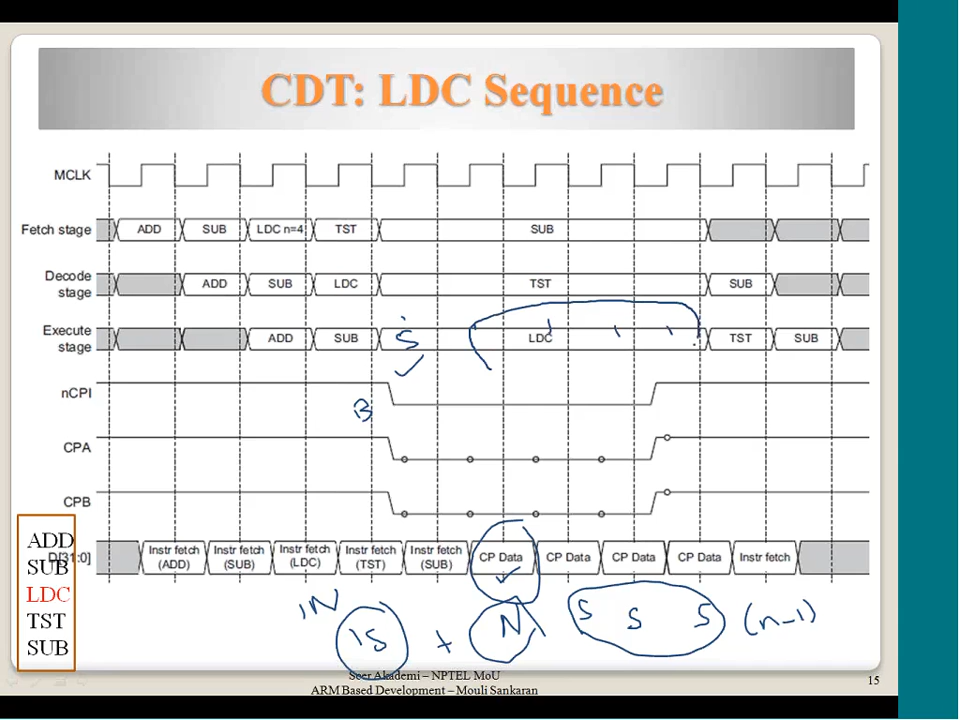 CDT: LDC Sequence
MCLK
Fetch stage ADD SUB LDC n=4 TST SUB
Decode stage ADD SUB LDC TST SUB
Execute stage ADD SUB S LDC TST SUB
nCPI
B
CPA
CPB
D[31:0] Instr fetch (ADD) Instr fetch (SUB) Instr fetch (LDC) Instr fetch (TST) Instr fetch (SUB) CP Data CP Data CP Data CP Data Instr fetch
ADD
SUB
LDC
TST
SUB
1N 1S + N S S S (n-1)
Seer Akademi – NPTEL MoU
ARM Based Development – Mouli Sankaran
15